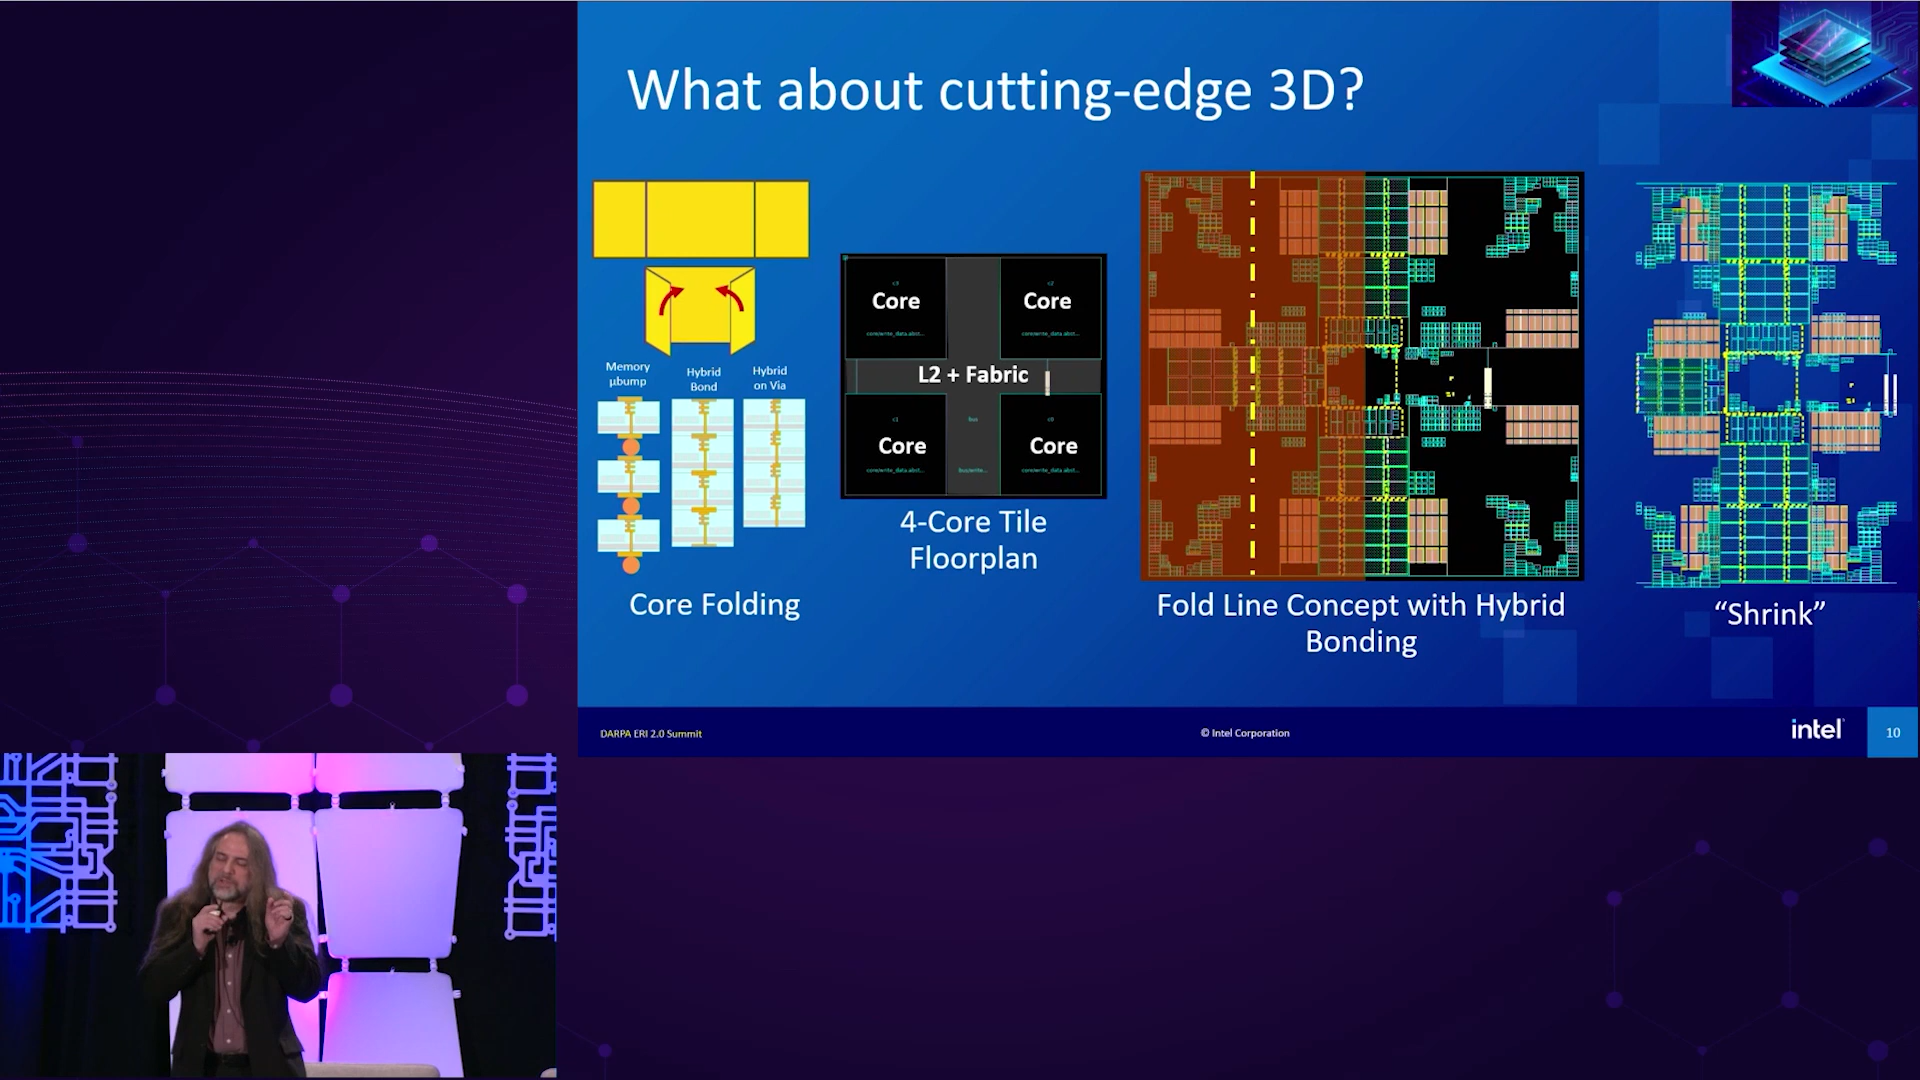 What about cutting-edge 3D?
Memory
μbump
Hybrid
Bond
Hybrid
on Via
Core Folding
Core
Core
L2 + Fabric
Core
Core
4-Core Tile
Floorplan
Fold Line Concept with Hybrid
Bonding
“Shrink”
DARPA ERI 2.0 Summit
© Intel Corporation
intel
10